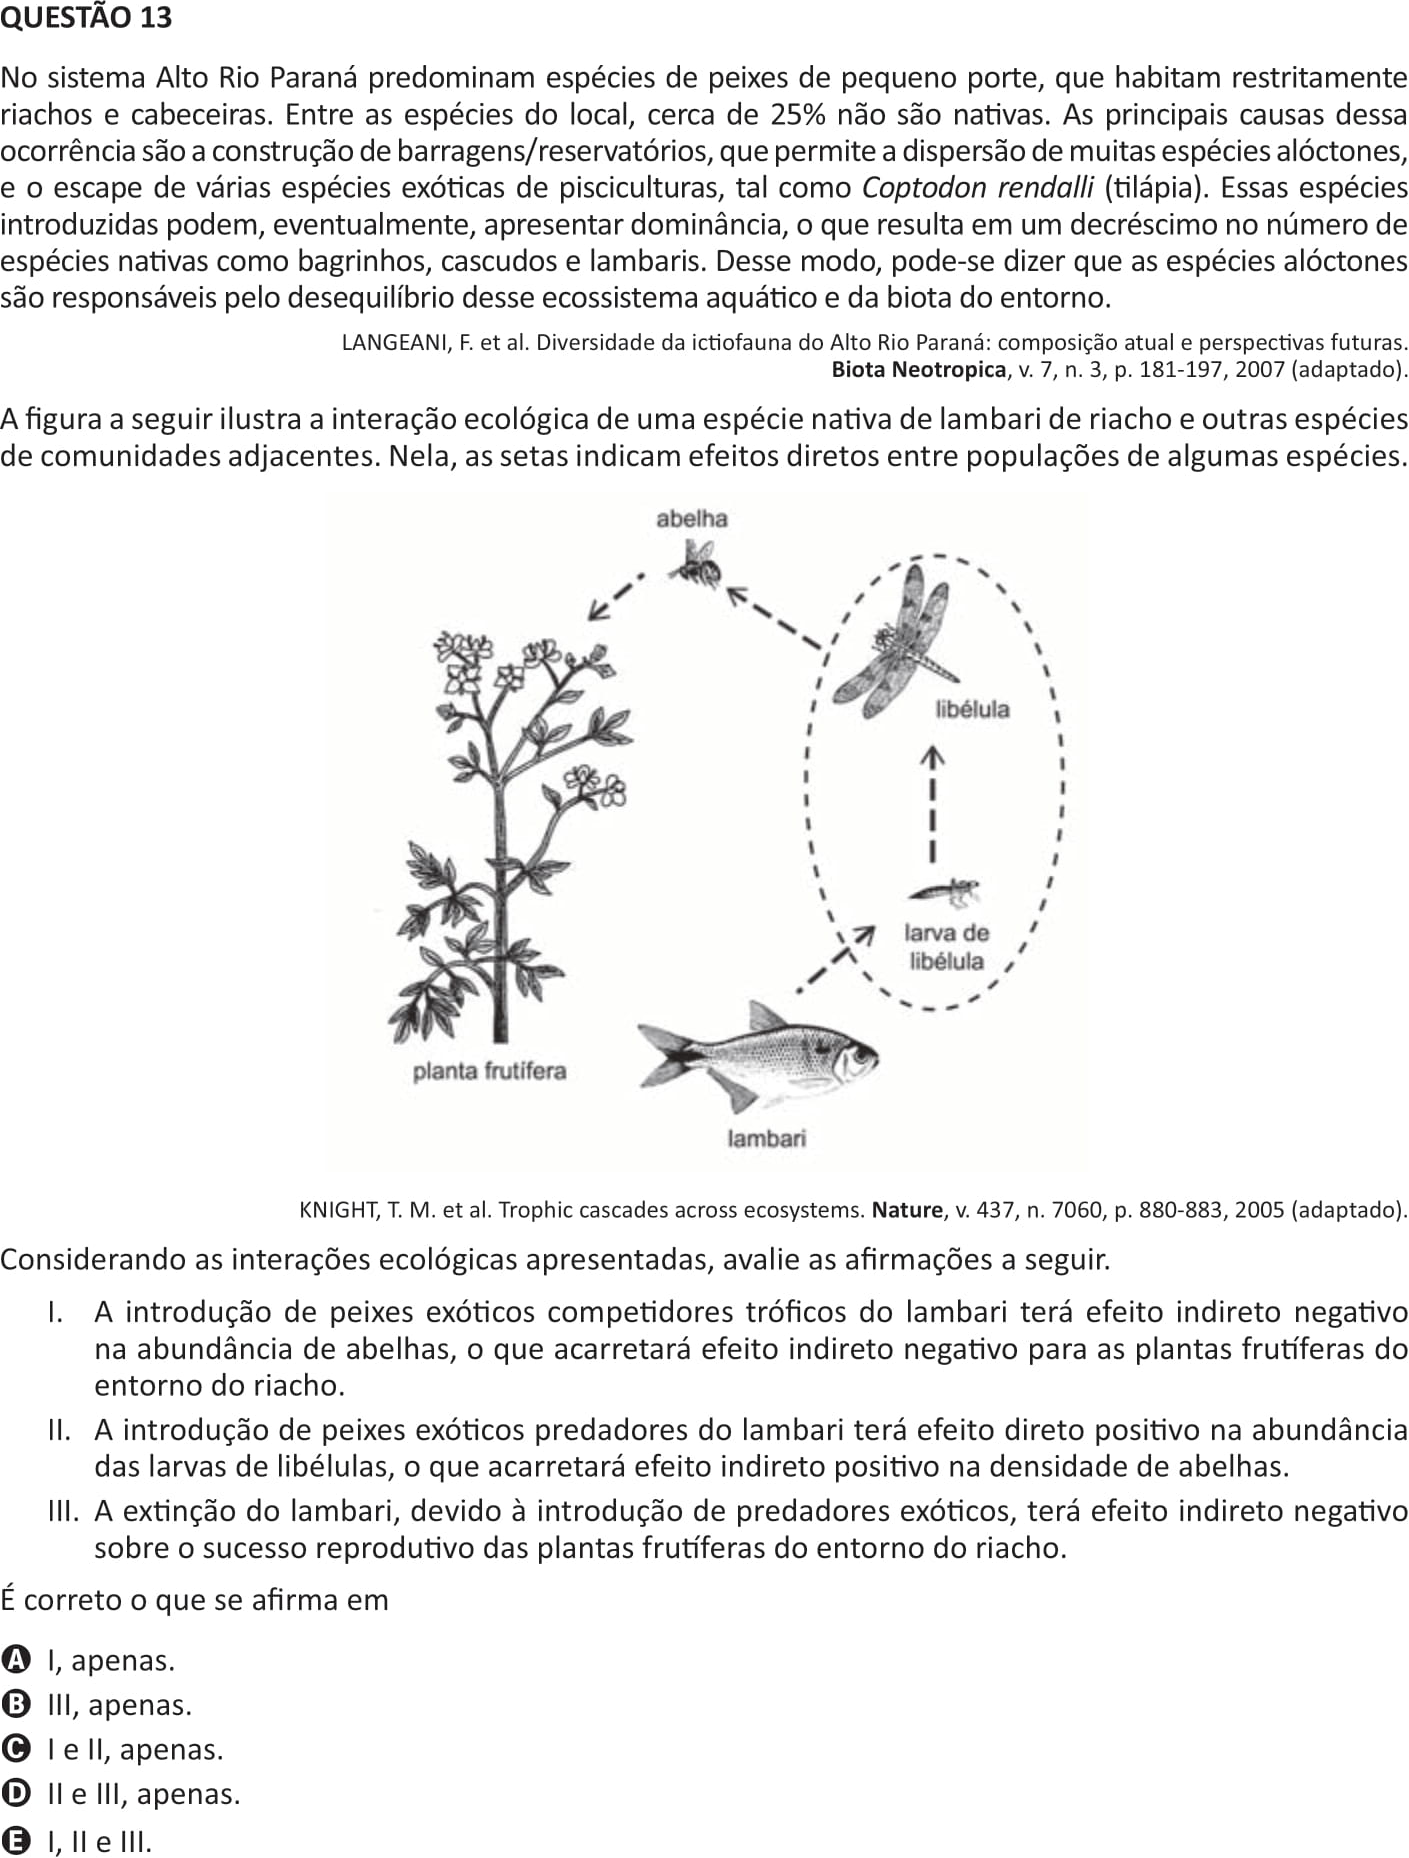 QUESTÃO 13
No sistema Alto Rio Paraná predominam espécies de peixes de pequeno porte, que habitam restritamente
riachos e cabeceiras. Entre as espécies do local, cerca de 25% não são nativas. As principais causas dessa
ocorrência são a construção de barragens/reservatórios, que permite a dispersão de muitas espécies alóctones,
e o escape de várias espécies exóticas de pisciculturas, tal como Coptodon rendalli (tilápia). Essas espécies
introduzidas podem, eventualmente, apresentar dominância, o que resulta em um decréscimo no número de
espécies nativas como bagrinhos, cascudos e lambaris. Desse modo, pode-se dizer que as espécies alóctones
são responsáveis pelo desequilíbrio desse ecossistema aquático e da biota do entorno.
LANGEANI, F. et al. Diversidade da ictiofauna do Alto Rio Paraná: composição atual e perspectivas futuras.
Biota Neotropica, v. 7, n. 3, p. 181-197, 2007 (adaptado).
A figura a seguir ilustra a interação ecológica de uma espécie nativa de lambari de riacho e outras espécies
de comunidades adjacentes. Nela, as setas indicam efeitos diretos entre populações de algumas espécies.
abelha
libélula
larva de
libélula
planta frutífera
lambari
KNIGHT, T. M. et al. Trophic cascades across ecosystems. Nature, v. 437, n. 7060, p. 880-883, 2005 (adaptado).
Considerando as interações ecológicas apresentadas, avalie as afirmações a seguir.
I. A introdução de peixes exóticos competidores tróficos do lambari terá efeito indireto negativo
na abundância de abelhas, o que acarretará efeito indireto negativo para as plantas frutíferas do
entorno do riacho.
II. A introdução de peixes exóticos predadores do lambari terá efeito direto positivo na abundância
das larvas de libélulas, o que acarretará efeito indireto positivo na densidade de abelhas.
III. A extinção do lambari, devido à introdução de predadores exóticos, terá efeito indireto negativo
sobre o sucesso reprodutivo das plantas frutíferas do entorno do riacho.
É correto o que se afirma em
A I, apenas.
B III, apenas.
C I e II, apenas.
D II e III, apenas.
E I, II e III.